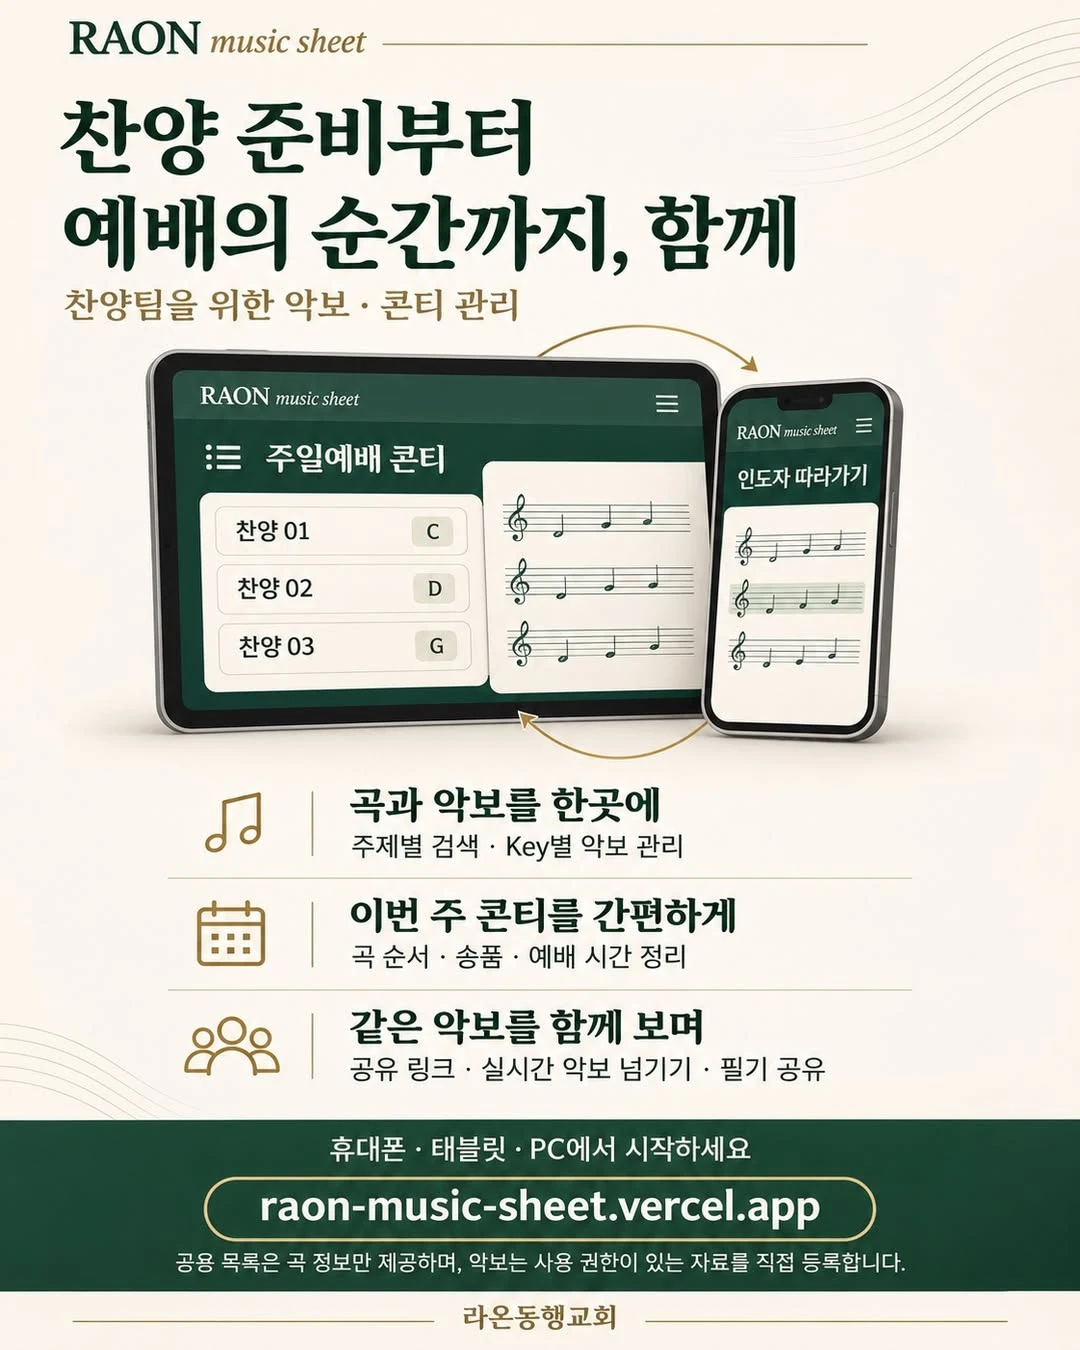 RAON music sheet
찬양 준비부터
예배의 순간까지, 함께
찬양팀을 위한 악보 · 콘티 관리
RAON music sheet
주일예배 콘티
찬양 01 C
찬양 02 D
찬양 03 G
RAON music sheet
인도자 따라가기
곡과 악보를 한곳에
주제별 검색 · Key별 악보 관리
이번 주 콘티를 간편하게
곡 순서 · 송폼 · 예배 시간 정리
같은 악보를 함께 보며
공유 링크 · 실시간 악보 넘기기 · 필기 공유
휴대폰 · 태블릿 · PC에서 시작하세요
raon-music-sheet.vercel.app
공용 목록은 곡 정보만 제공하며, 악보는 사용 권한이 있는 자료를 직접 등록합니다.
라온동행교회